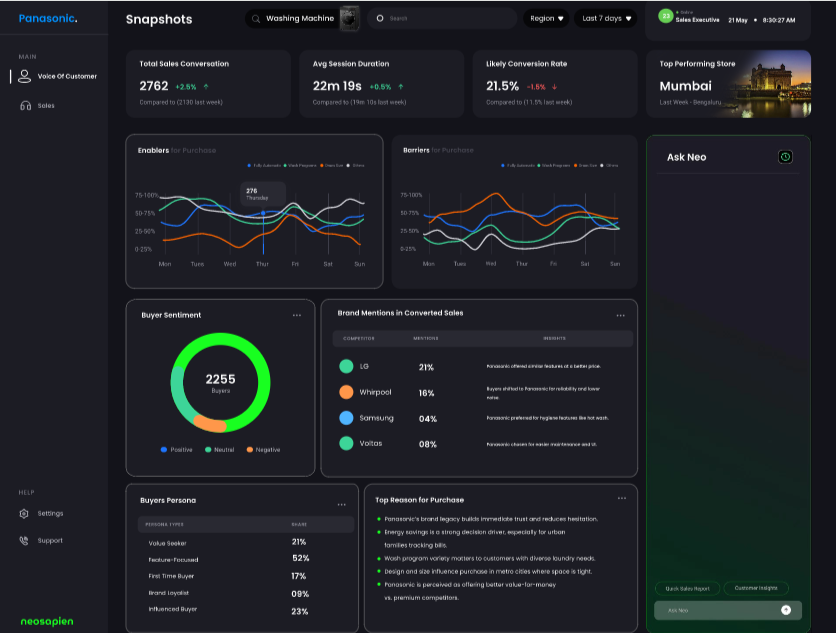 Panasonic.
MAIN
Voice Of Customer
Sales
HELP
Settings
Support
neosapien
Snapshots
Washing Machine
Search
Region
Last 7 days
23
Sales Executive
21 May
8:30:27 AM
Total Sales Conversation
2762 +2.5% ↑
Compared to (2130 last week)
Avg Session Duration
22m 19s +0.5% ↑
Compared to (19m 10s last week)
Likely Conversion Rate
21.5% -1.5% ↓
Compared to (11.5% last week)
Top Performing Store
Mumbai
Last Week - Bengaluru
Enablers for Purchase
Fully Automatic Wash Programs Drum Size Others
75-100%
50-75%
25-50%
0-25%
276
Thursday
Mon Tues Wed Thur Fri Sat Sun
Barriers for Purchase
Fully Automatic Wash Programs Drum Size Others
75-100%
50-75%
25-50%
0-25%
Mon Tues Wed Thur Fri Sat Sun
Buyer Sentiment
2255
Buyers
Positive Neutral Negative
Brand Mentions in Converted Sales
COMPETITOR MENTIONS INSIGHTS
LG 21% Panasonic offered similar features at a better price.
Whirpool 16% Buyers shifted to Panasonic for reliability and lower
noise.
Samsung 04% Panasonic preferred for hygiene features like hot wash.
Voltas 08% Panasonic chosen for easier maintenance and
Buyers Persona
PERSONA TYPES SHARE
Value Seeker 21%
Feature-Focused 52%
First Time Buyer 17%
Brand Loyalist 09%
Influenced Buyer 23%
Top Reason for Purchase
Panasonic's brand legacy builds immediate trust and reduces hesitation.
Energy savings is a strong decision driver, especially for urban
families tracking bills.
Wash program variety matters to customers with diverse laundry needs.
Design and size influence purchase in metro cities where space is tight.
Panasonic is perceived as offering better value-for-money
vs. premium competitors.
Ask Neo
Quick Sales Report
Customer Insights
Ask Neo